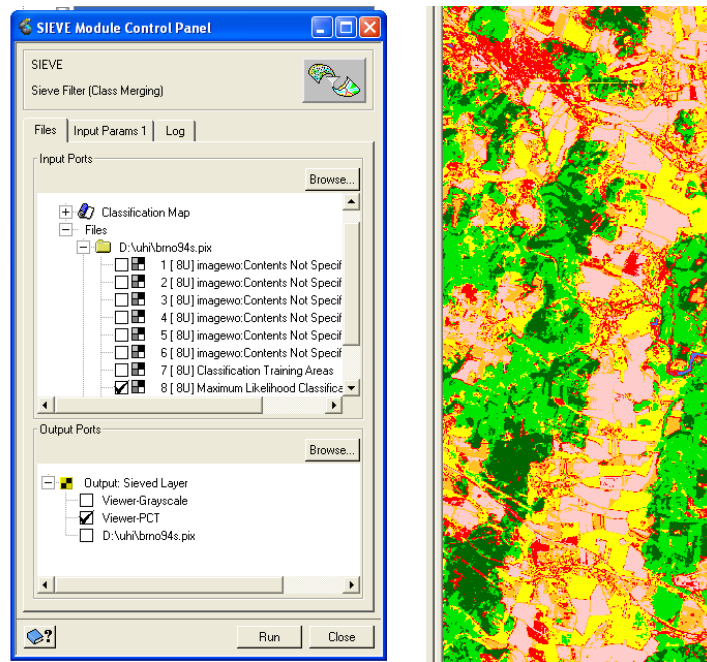 SIEVE Module Control Panel
SIEVE
Sieve Filter (Class Merging)
Files Input Params 1 Log
Input Ports
Browse...
Classification Map
Files
D:\uhi\brno94s.pix
1 [ 8U] imagewo:Contents Not Specif
2 [ 8U] imagewo:Contents Not Specif
3 [ 8U] imagewo:Contents Not Specif
4 [ 8U] imagewo:Contents Not Specif
5 [ 8U] imagewo:Contents Not Specif
6 [ 8U] imagewo:Contents Not Specif
7 [ 8U] Classification Training Areas
8 [ 8U] Maximum Likelihood Classifica
Output Ports
Browse...
Output: Sieved Layer
Viewer-Grayscale
Viewer-PCT
D:\uhi\brno94s.pix
? Run Close